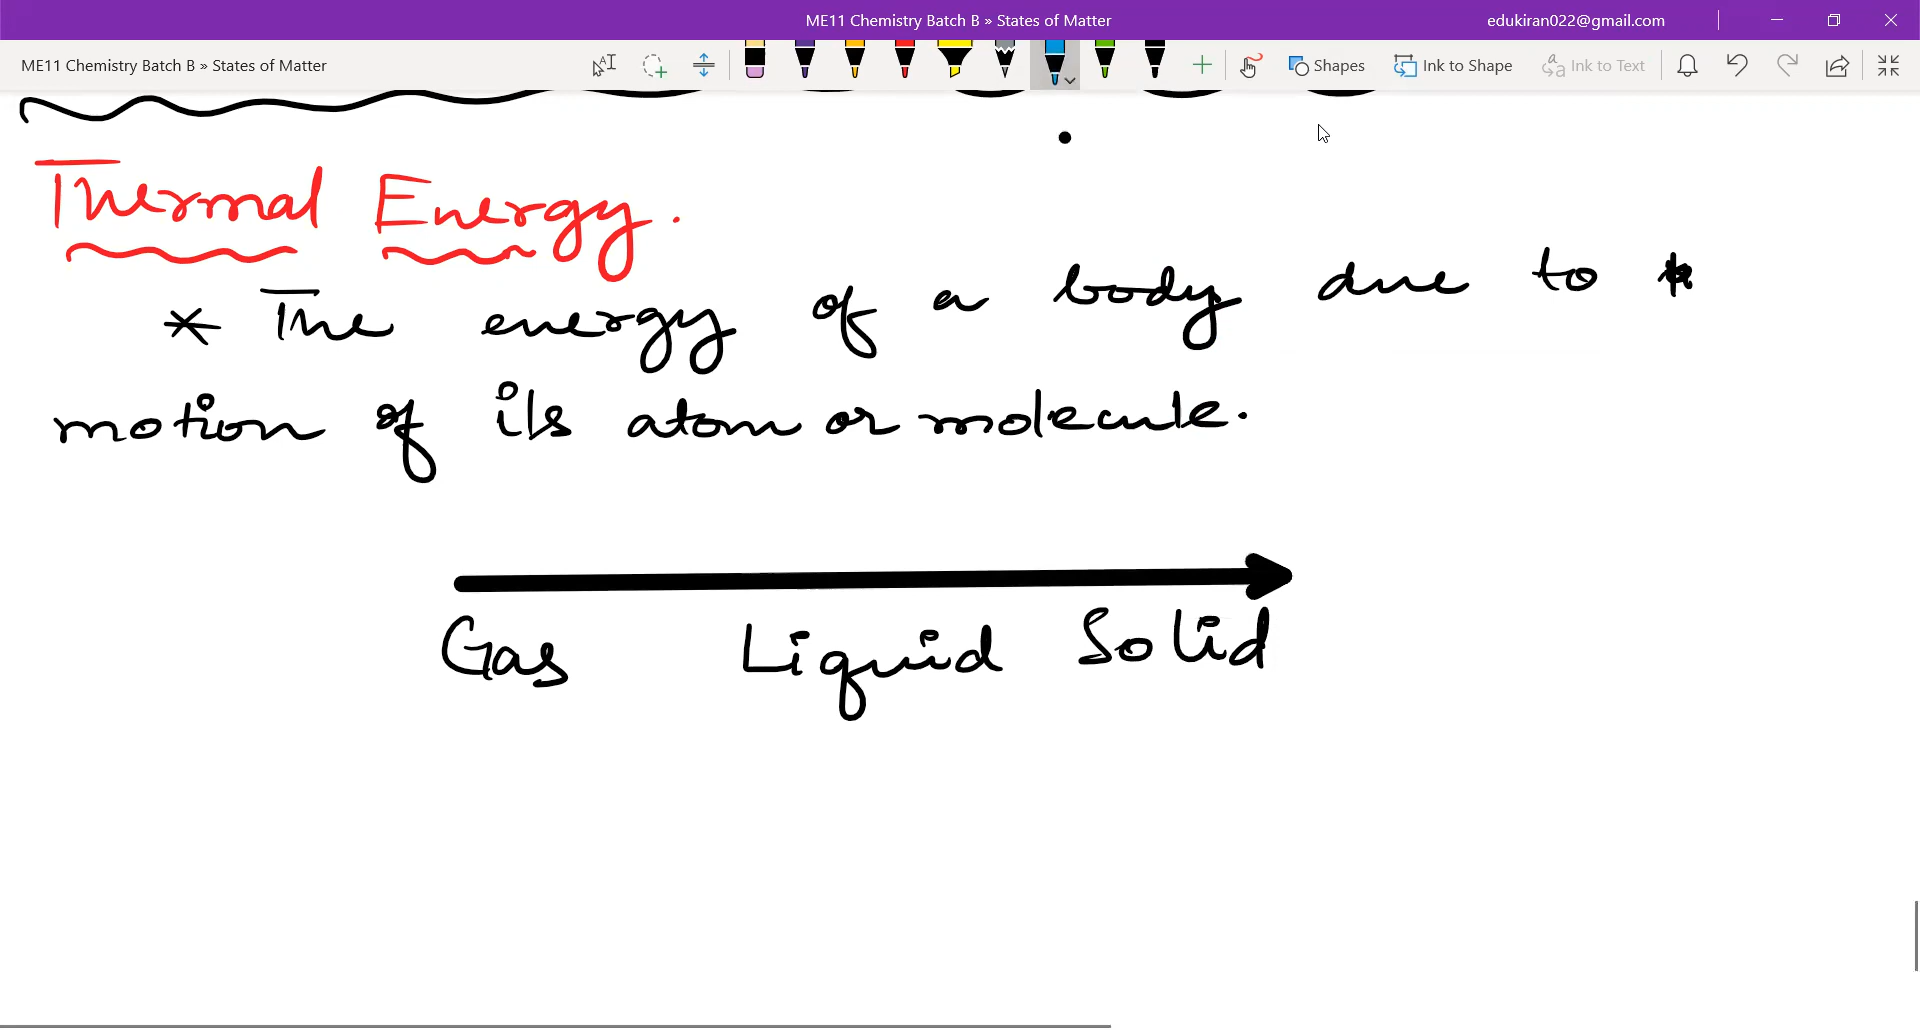 ME11 Chemistry Batch B » States of Matter
edukiran022@gmail.com
ME11 Chemistry Batch B » States of Matter
Shapes
Ink to Shape
Ink to Text
Thermal Energy.
* The energy of a body due to
motion of its atom or molecule.
Gas Liquid Solid